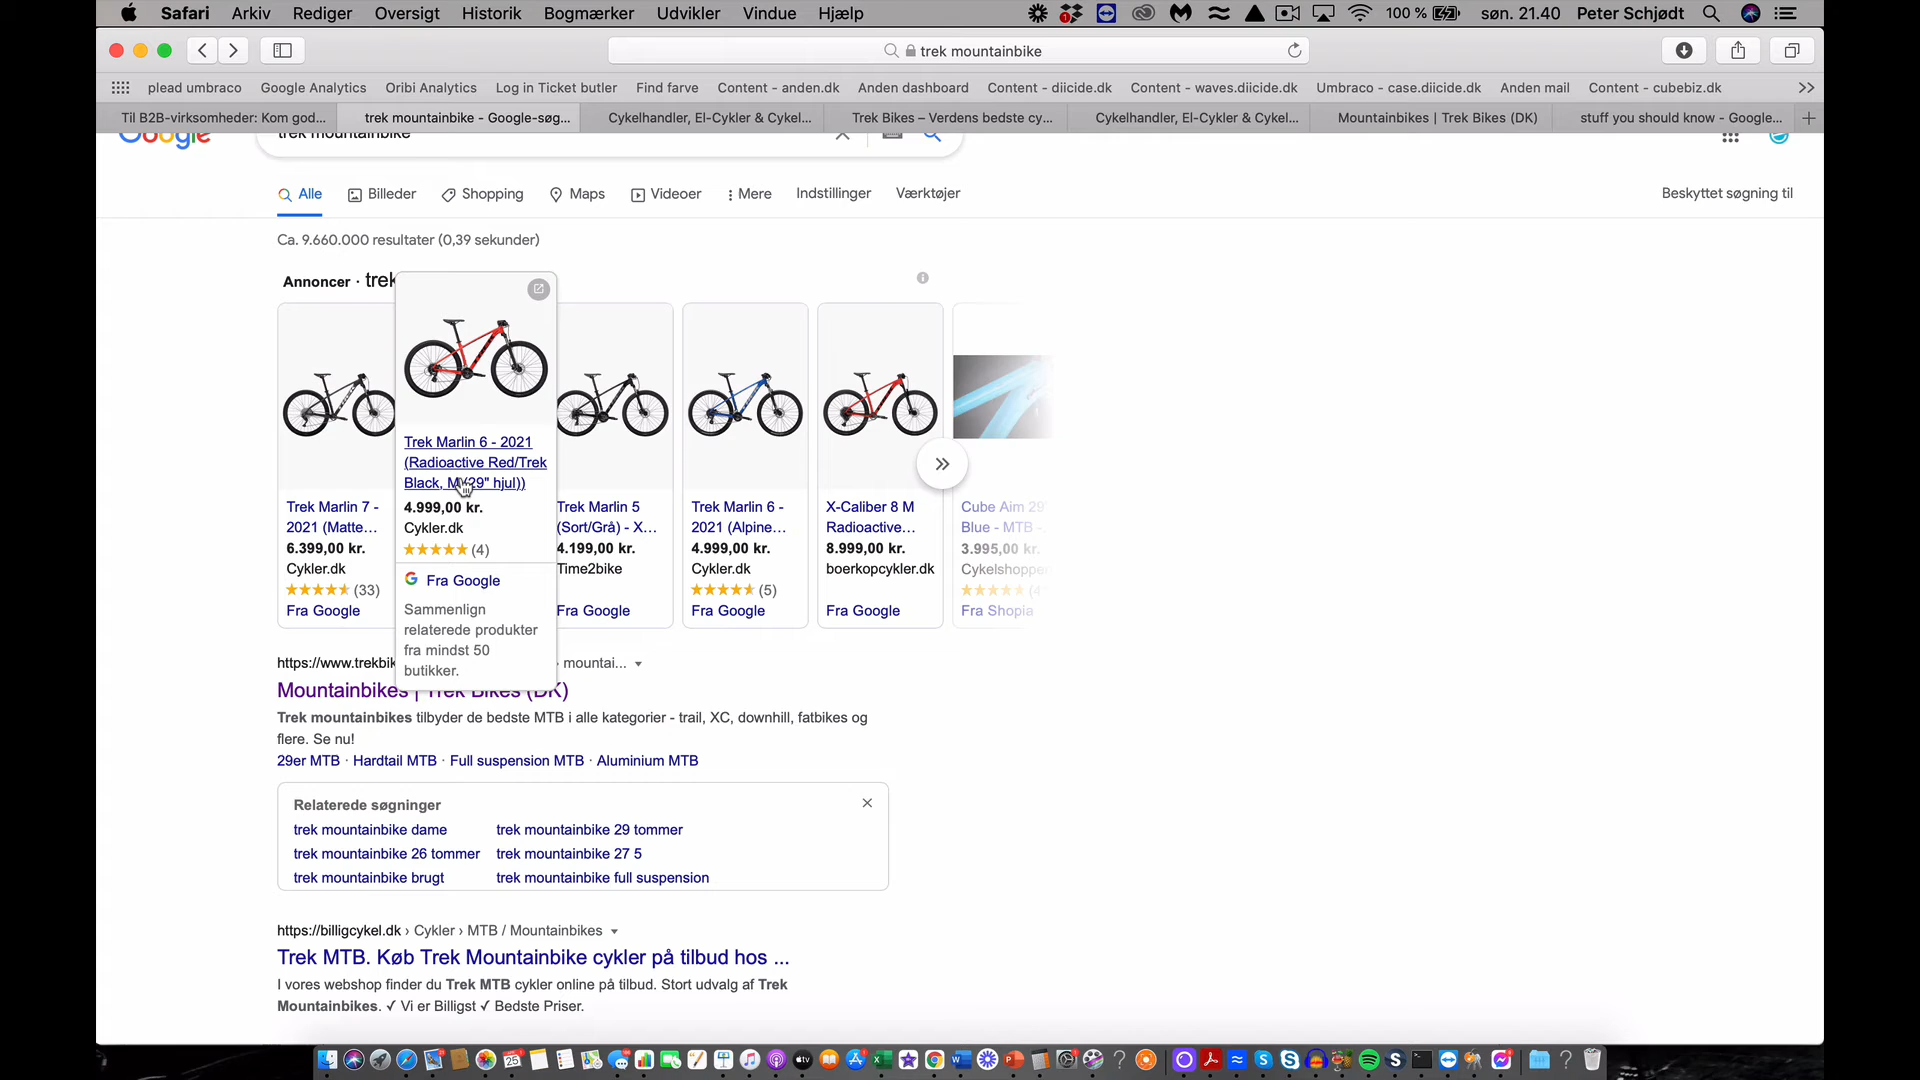 Safari Arkiv Rediger Oversigt Historik Bogmærker Udvikler Vindue Hjælp 100 % søn. 21.40 Peter Schjødt
trek mountainbike
plead umbraco Google Analytics Oribi Analytics Log in Ticket butler Find farve Content - anden.dk Anden dashboard Content - diicide.dk Content - waves.diicide.dk Umbraco - case.diicide.dk Anden mail Content - cubebiz.dk
Til B2B-virksomheder: Kom god... trek mountainbike - Google-søg... Cykelhandler, El-Cykler & Cykel... Trek Bikes – Verdens bedste cy... Cykelhandler, El-Cykler & Cykel... Mountainbikes | Trek Bikes (DK) stuff you should know - Google...
Google trek mountainbike
Alle Billeder Shopping Maps Videoer Mere Indstillinger Værktøjer Beskyttet søgning til
Ca. 9.660.000 resultater (0,39 sekunder)
Annoncer · trek
Trek Marlin 7 -
2021 (Matte...
6.399,00 kr.
Cykler.dk
(33)
Fra Google
Trek Marlin 6 - 2021
(Radioactive Red/Trek
Black, M/29" hjul))
4.999,00 kr.
Cykler.dk
(4)
Fra Google
Sammenlign
relaterede produkter
fra mindst 50
butikker.
Trek Marlin 5
(Sort/Grå) - X...
4.199,00 kr.
Time2bike
Fra Google
Trek Marlin 6 -
2021 (Alpine...
4.999,00 kr.
Cykler.dk
(5)
Fra Google
X-Caliber 8 M
Radioactive...
8.999,00 kr.
boerkopcykler.dk
Fra Google
Cube Aim 29
Blue - MTB -
3.995,00 kr.
Cykelshoppe
Fra Shopia
https://www.trekbik mountai...
Mountainbikes | Trek Bikes (DK)
Trek mountainbikes tilbyder de bedste MTB i alle kategorier - trail, XC, downhill, fatbikes og
flere. Se nu!
29er MTB · Hardtail MTB · Full suspension MTB · Aluminium MTB
Relaterede søgninger
trek mountainbike dame trek mountainbike 29 tommer
trek mountainbike 26 tommer trek mountainbike 27 5
trek mountainbike brugt trek mountainbike full suspension
https://billigcykel.dk › Cykler › MTB / Mountainbikes
Trek MTB. Køb Trek Mountainbike cykler på tilbud hos ...
I vores webshop finder du Trek MTB cykler online på tilbud. Stort udvalg af Trek
Mountainbikes. ✓ Vi er Billigst ✓ Bedste Priser.